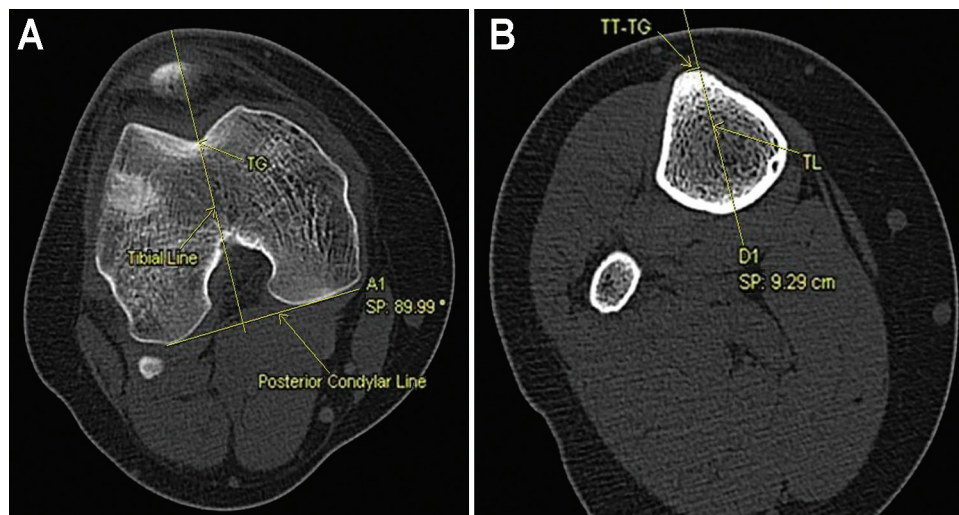 A
TG
Tibial Line
A1
SP: 89.99 °
Posterior Condylar Line
B
TT-TG
TL
D1
SP: 9.29 cm